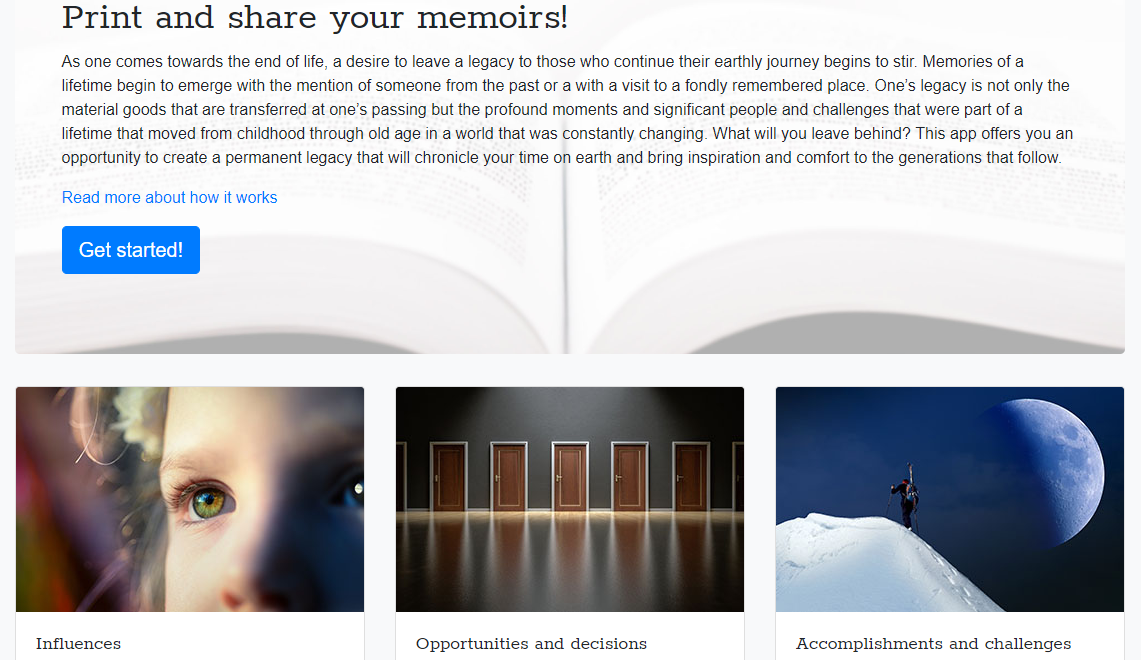 Print and share your memoirs!
As one comes towards the end of life, a desire to leave a legacy to those who continue their earthly journey begins to stir. Memories of a
lifetime begin to emerge with the mention of someone from the past or a with a visit to a fondly remembered place. One’s legacy is not only the
material goods that are transferred at one’s passing but the profound moments and significant people and challenges that were part of a
lifetime that moved from childhood through old age in a world that was constantly changing. What will you leave behind? This app offers you an
opportunity to create a permanent legacy that will chronicle your time on earth and bring inspiration and comfort to the generations that follow.
Read more about how it works
Get started!
Influences
Opportunities and decisions
Accomplishments and challenges